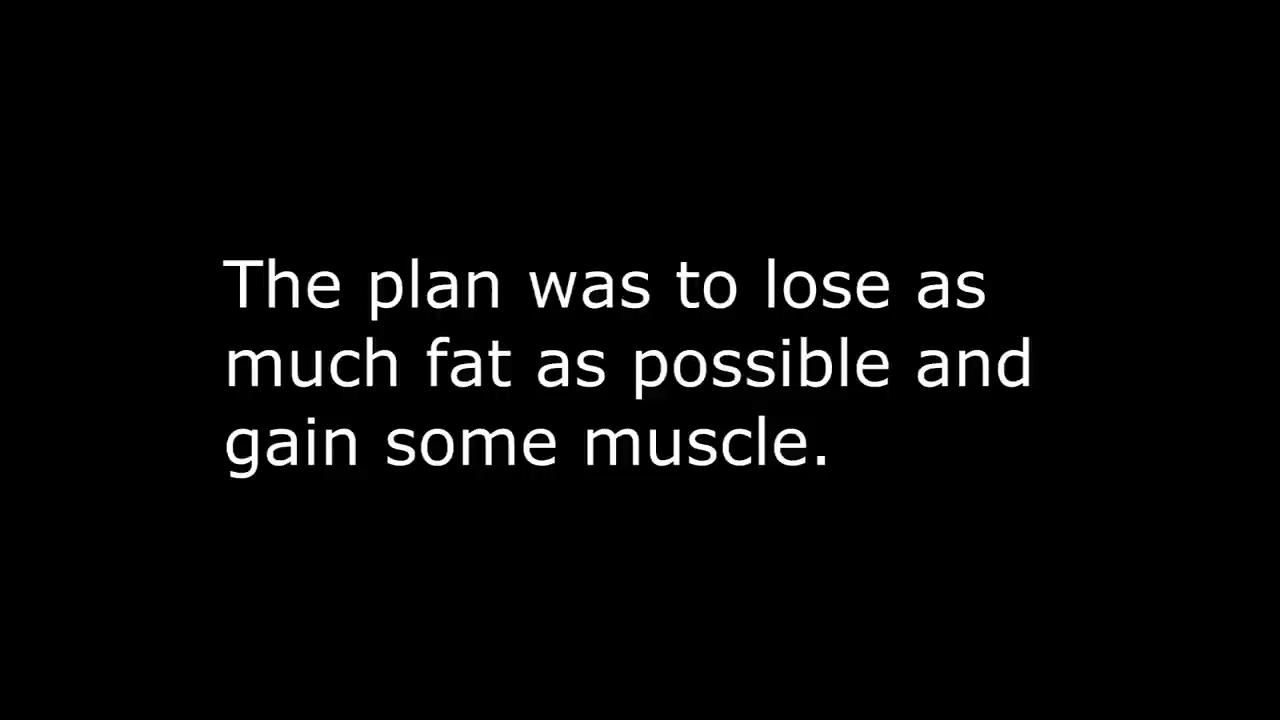 The plan was to lose as
much fat as possible and
gain some muscle.